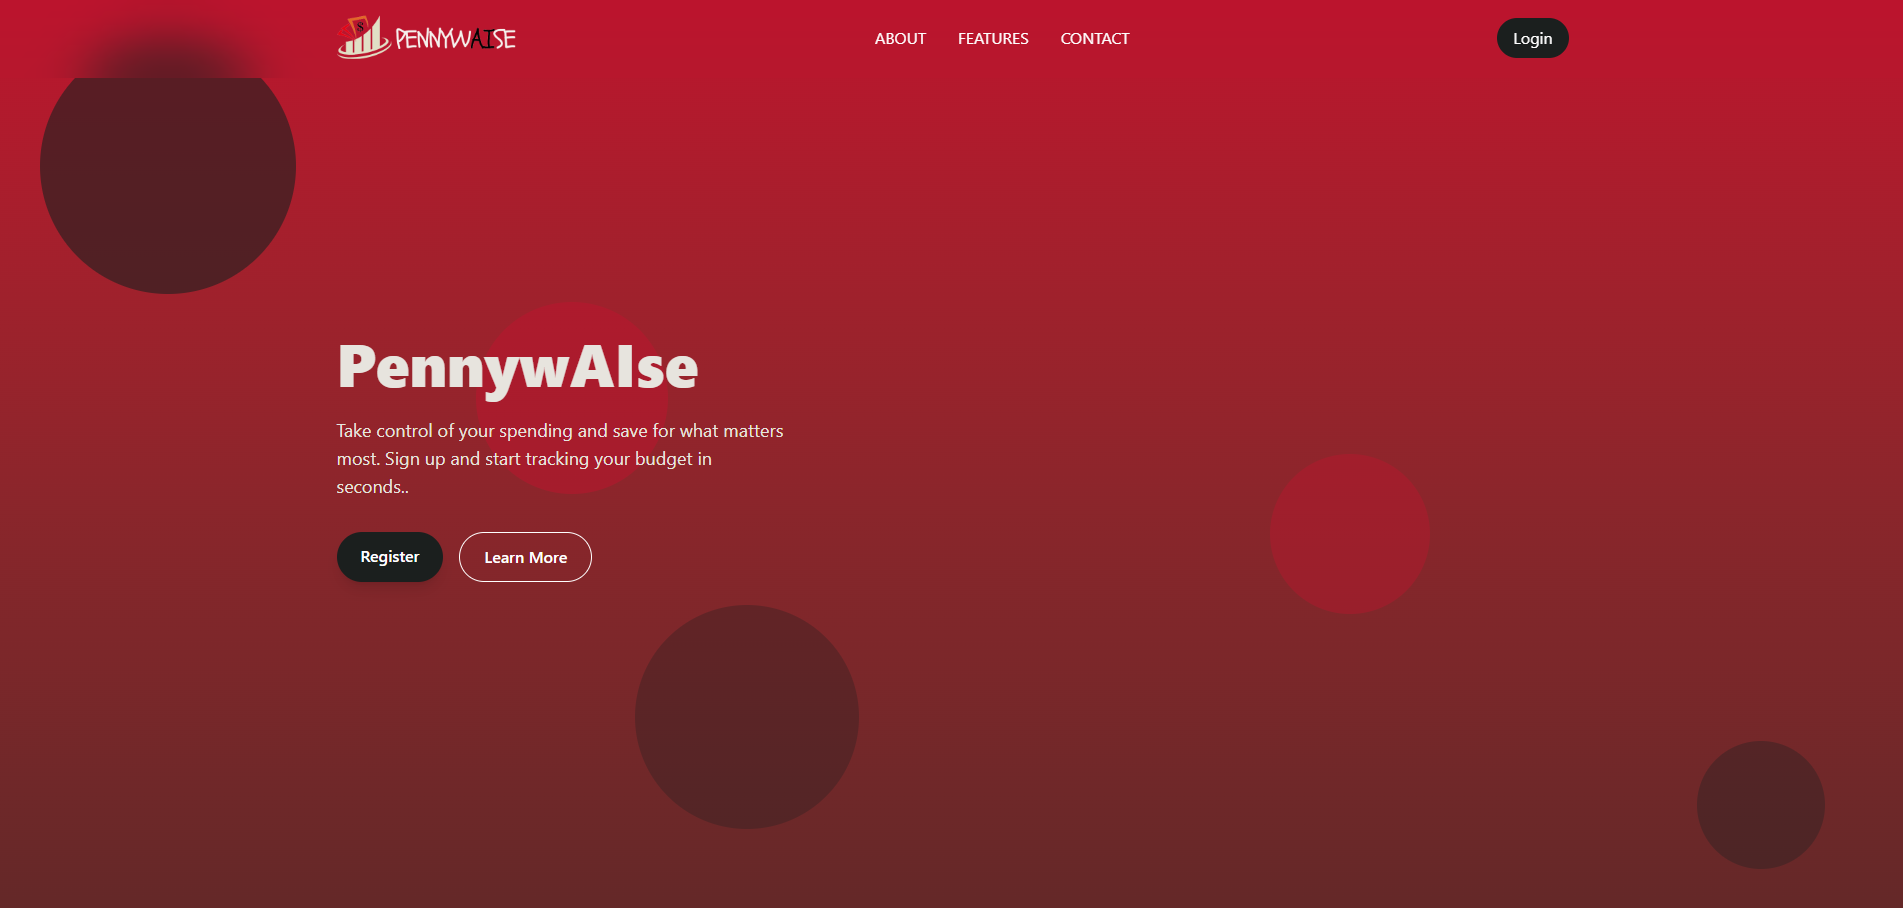 PENNYWAISE
ABOUT
FEATURES
CONTACT
Login
PennywAIse
Take control of your spending and save for what matters
most. Sign up and start tracking your budget in
seconds..
Register
Learn More